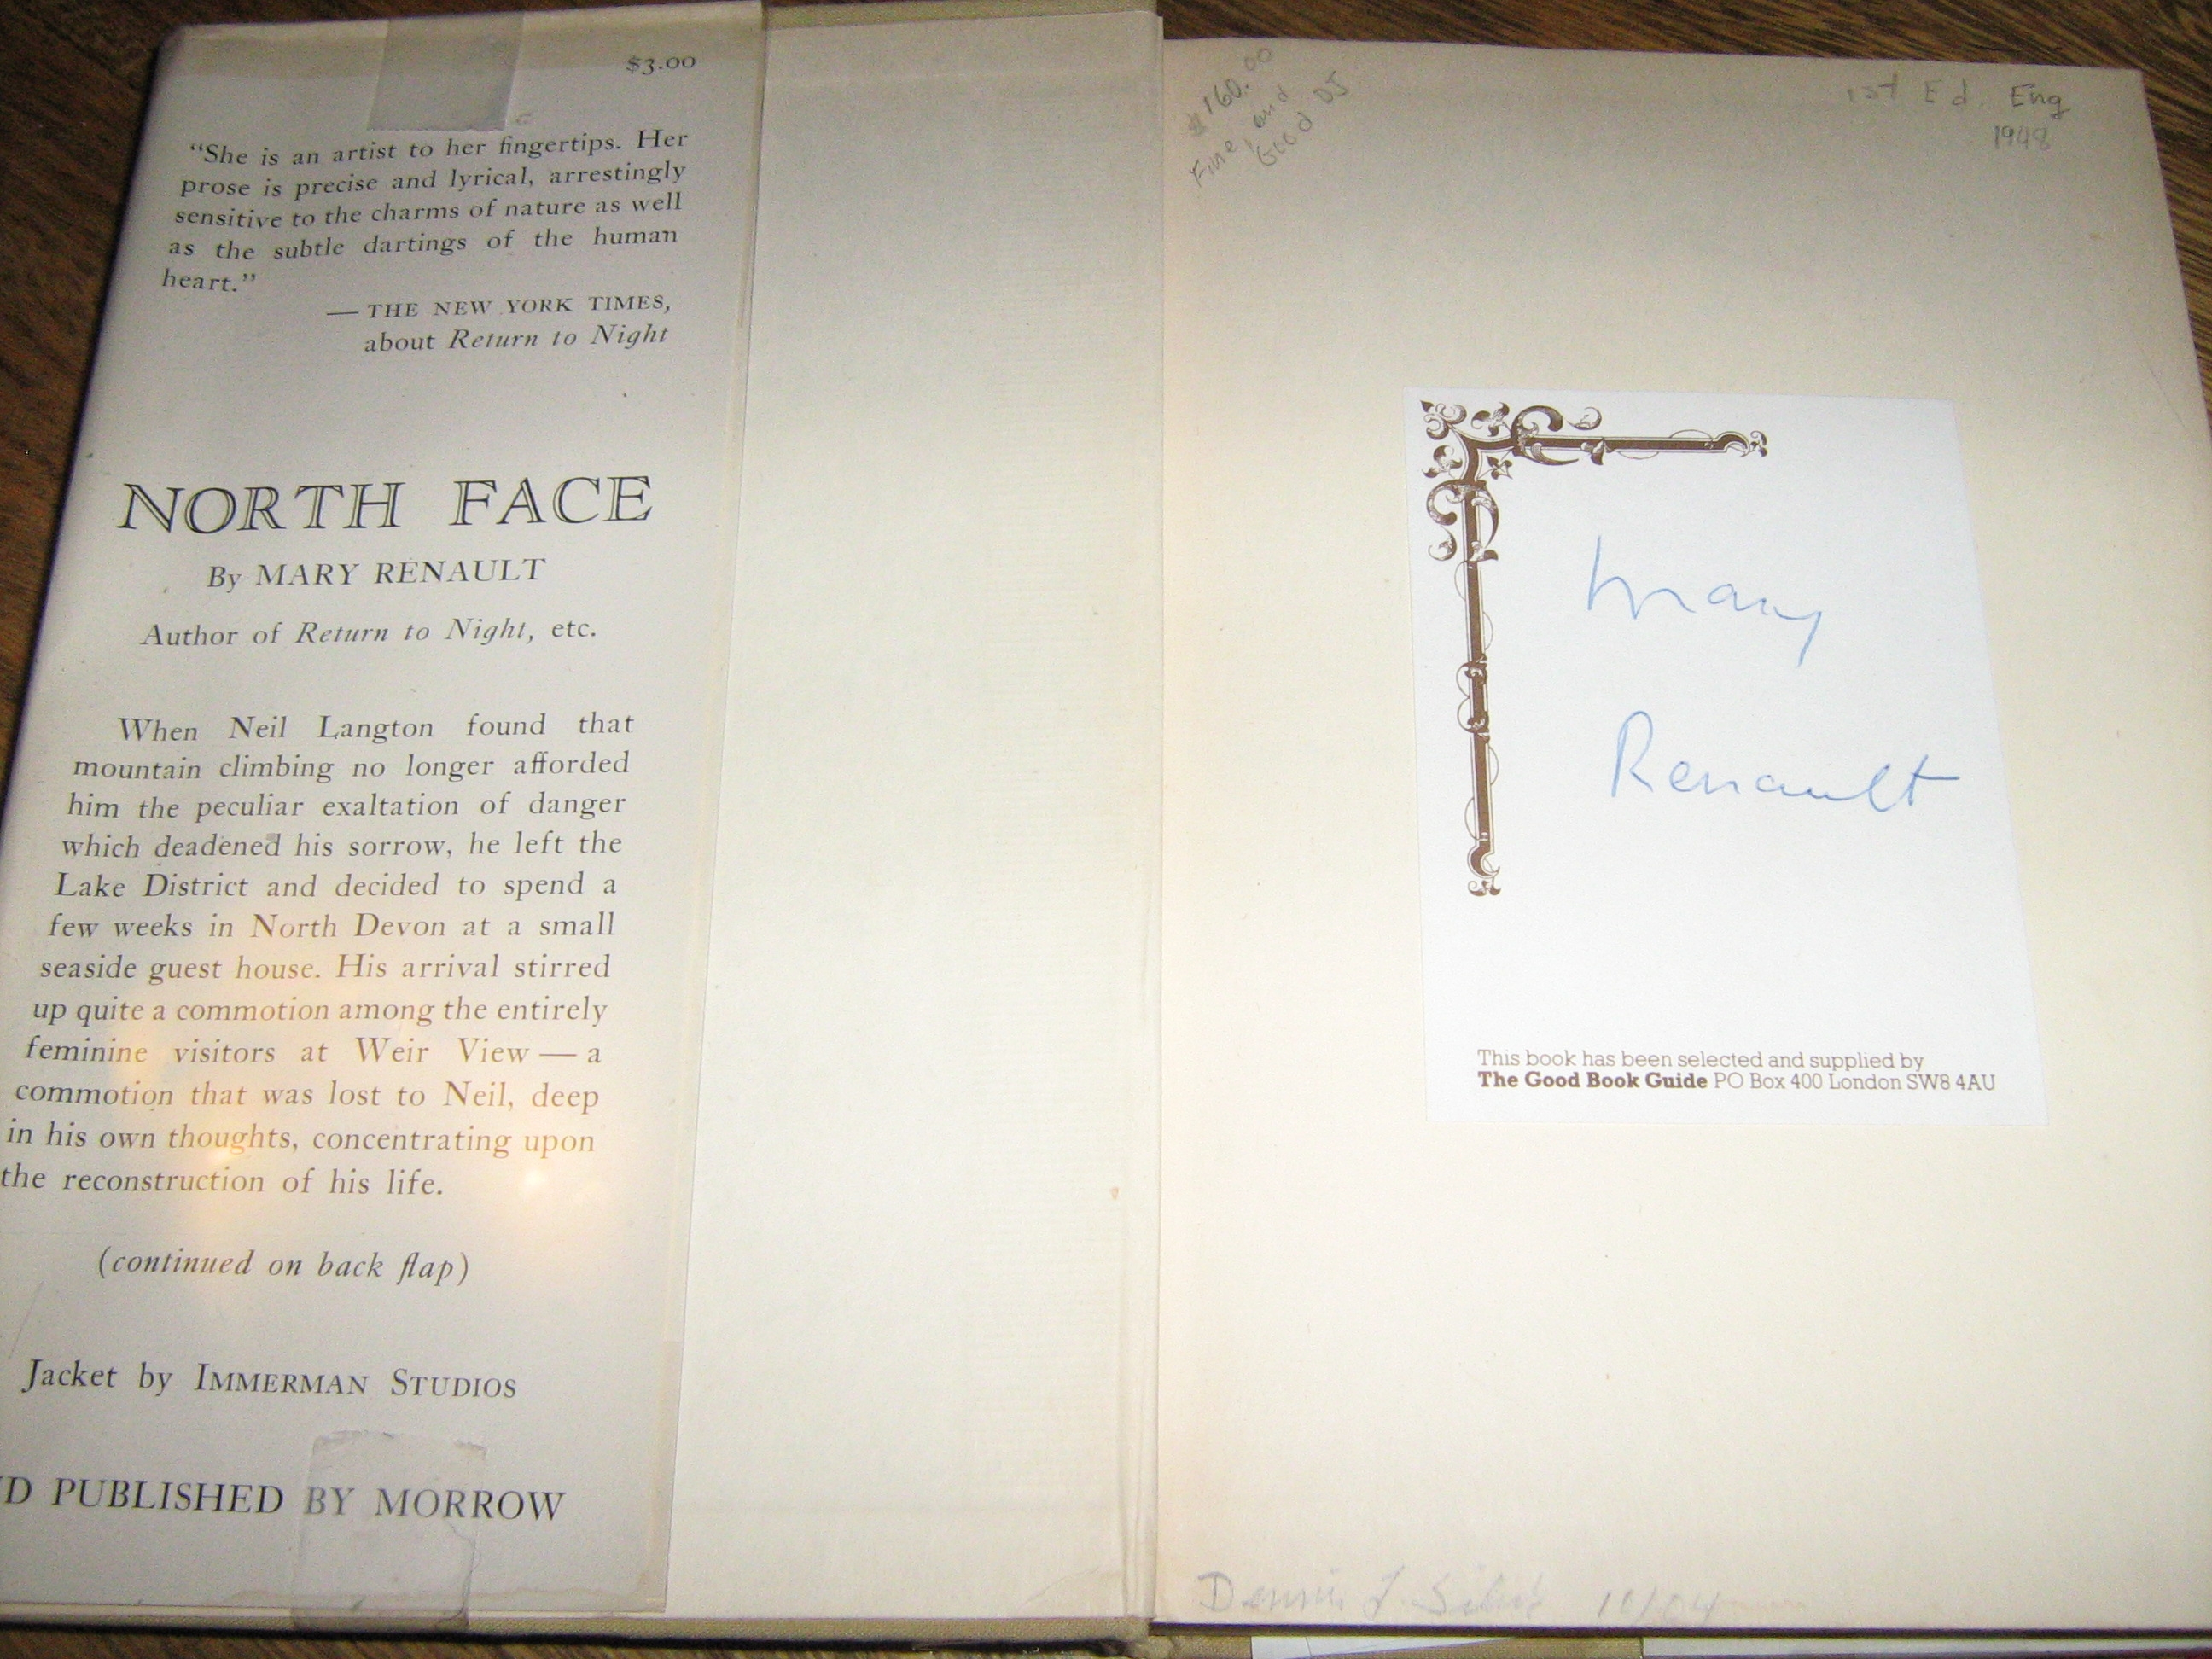 $3.00
“She is an artist to her fingertips. Her
prose is precise and lyrical, arrestingly
sensitive to the charms of nature as well
as the subtle dartings of the human
heart.”
— THE NEW YORK TIMES,
about Return to Night
NORTH FACE
By MARY RENAULT
Author of Return to Night, etc.
When Neil Langton found that
mountain climbing no longer afforded
him the peculiar exaltation of danger
which deadened his sorrow, he left the
Lake District and decided to spend a
few weeks in North Devon at a small
seaside guest house. His arrival stirred
up quite a commotion among the entirely
feminine visitors at Weir View — a
commotion that was lost to Neil, deep
in his own thoughts, concentrating upon
the reconstruction of his life.
(continued on back flap)
Jacket by IMMERMAN STUDIOS
D PUBLISHED BY MORROW
$160.00
Fine and
Good DJ
1st Ed. Eng
1948
Mary
Renault
This book has been selected and supplied by
The Good Book Guide PO Box 400 London SW8 4AU